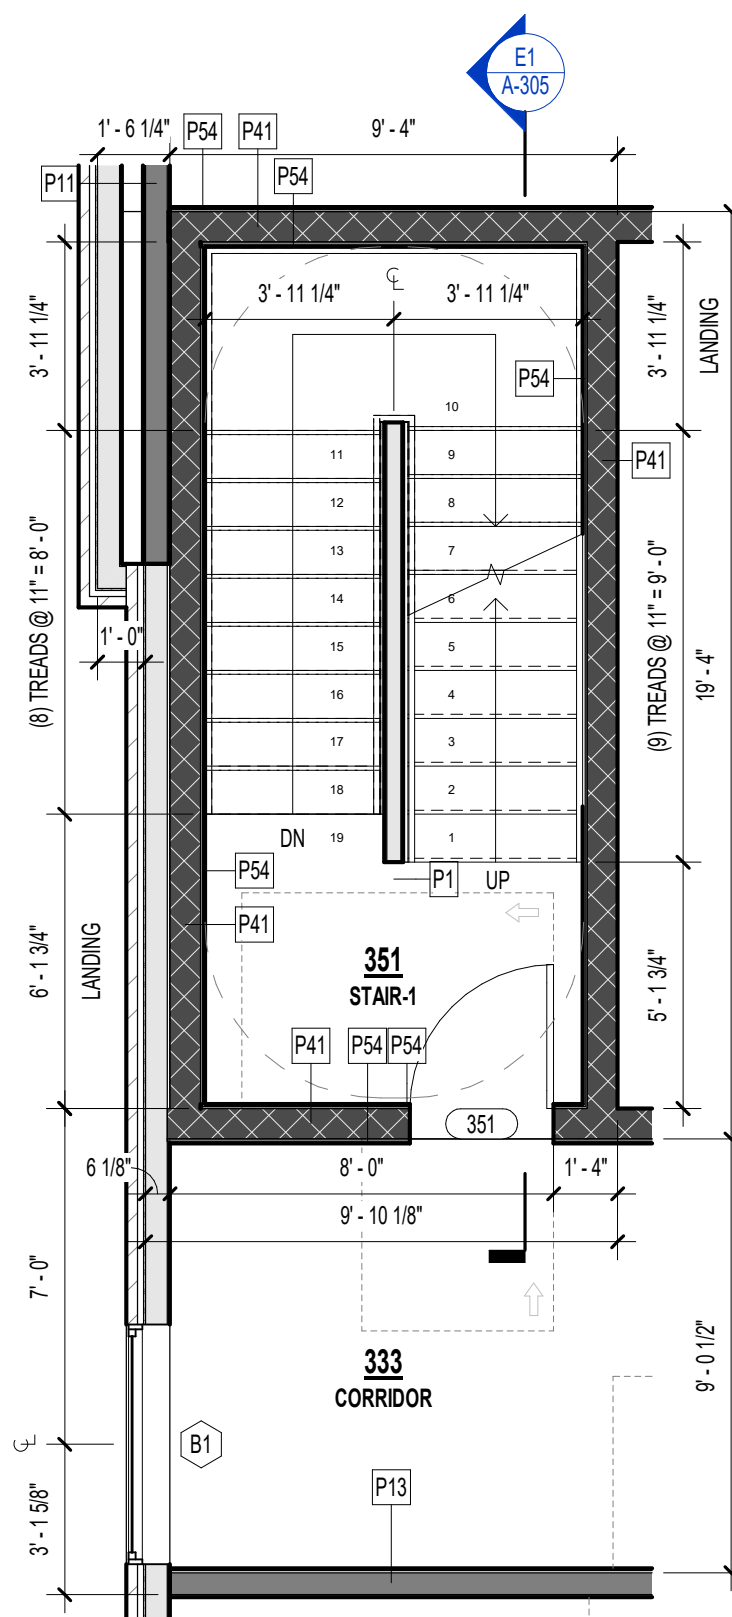 E1
A-305
1' - 6 1/4"
P54
P41
9' - 4"
P11
P54
3' - 11 1/4"
℄
3' - 11 1/4"
3' - 11 1/4"
3' - 11 1/4"
LANDING
P54
10
11
9
P41
12
8
13
7
14
6
(8) TREADS @ 11" = 8' - 0"
(9) TREADS @ 11" = 9' - 0"
1' - 0"
15
5
16
4
19' - 4"
17
3
18
2
DN
19
1
P54
P1
UP
P41
6' - 1 3/4"
LANDING
351
STAIR-1
5' - 1 3/4"
P41
P54
P54
351
6 1/8"
8' - 0"
1' - 4"
9' - 10 1/8"
7' - 0"
333
CORRIDOR
9' - 0 1/2"
℄
B1
P13
3' - 1 5/8"